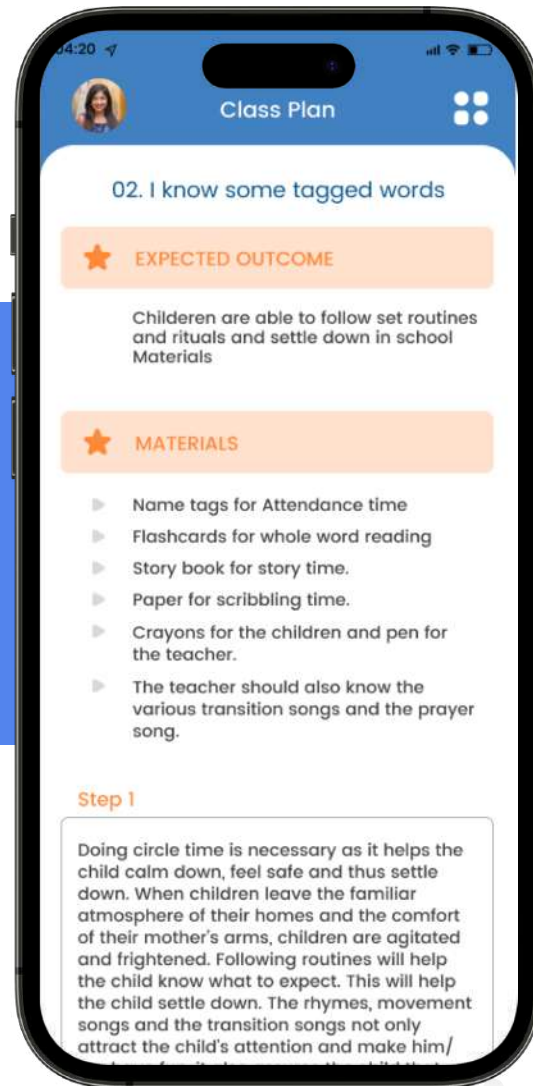 04:20
Class Plan
02. I know some tagged words
EXPECTED OUTCOME
Childeren are able to follow set routines
and rituals and settle down in school
Materials
MATERIALS
Name tags for Attendance time
Flashcards for whole word reading
Story book for story time.
Paper for scribbling time.
Crayons for the children and pen for
the teacher.
The teacher should also know the
various transition songs and the prayer
song.
Step 1
Doing circle time is necessary as it helps the
child calm down, feel safe and thus settle
down. When children leave the familiar
atmosphere of their homes and the comfort
of their mother's arms, children are agitated
and frightened. Following routines will help
the child know what to expect. This will help
the child settle down. The rhymes, movement
songs and the transition songs not only
attract the child's attention and make him/